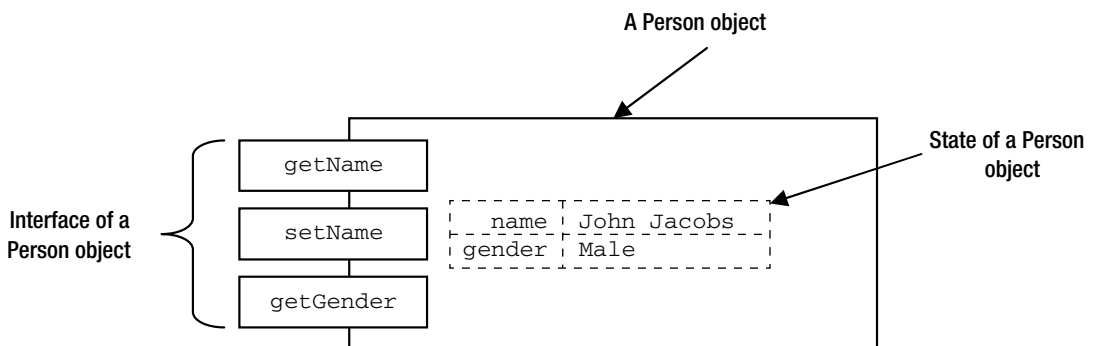 A Person object
State of a Person
object
getName
name John Jacobs
Interface of a
Person object
setName
gender Male
getGender